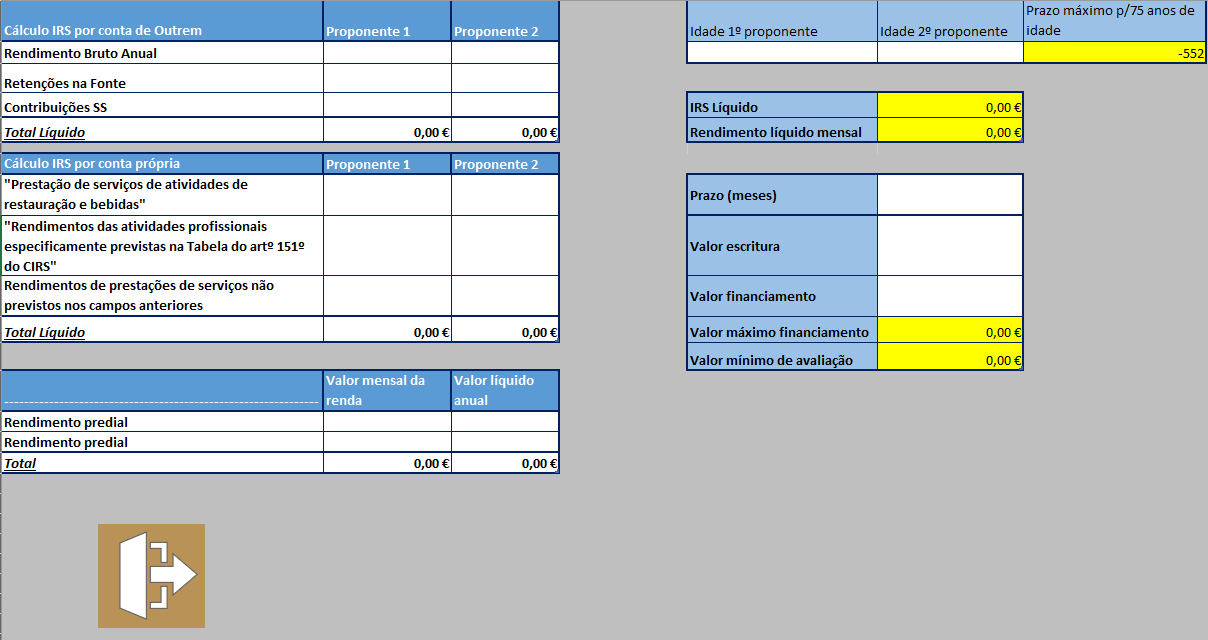 Cálculo IRS por conta de Outrem Proponente 1 Proponente 2
Rendimento Bruto Anual
Retenções na Fonte
Contribuições SS
Total Líquido 0,00 € 0,00 €
Cálculo IRS por conta própria Proponente 1 Proponente 2
"Prestação de serviços de atividades de
restauração e bebidas"
"Rendimentos das atividades profissionais
especificamente previstas na Tabela do artº 151º
do CIRS"
Rendimentos de prestações de serviços não
previstos nos campos anteriores
Total Líquido 0,00 € 0,00 €
Valor mensal da
renda
Valor líquido
anual
Rendimento predial
Rendimento predial
Total 0,00 € 0,00 €
Idade 1º proponente Idade 2º proponente
Prazo máximo p/75 anos de
idade
-552
IRS Líquido 0,00 €
Rendimento líquido mensal 0,00 €
Prazo (meses)
Valor escritura
Valor financiamento
Valor máximo financiamento 0,00 €
Valor mínimo de avaliação 0,00 €